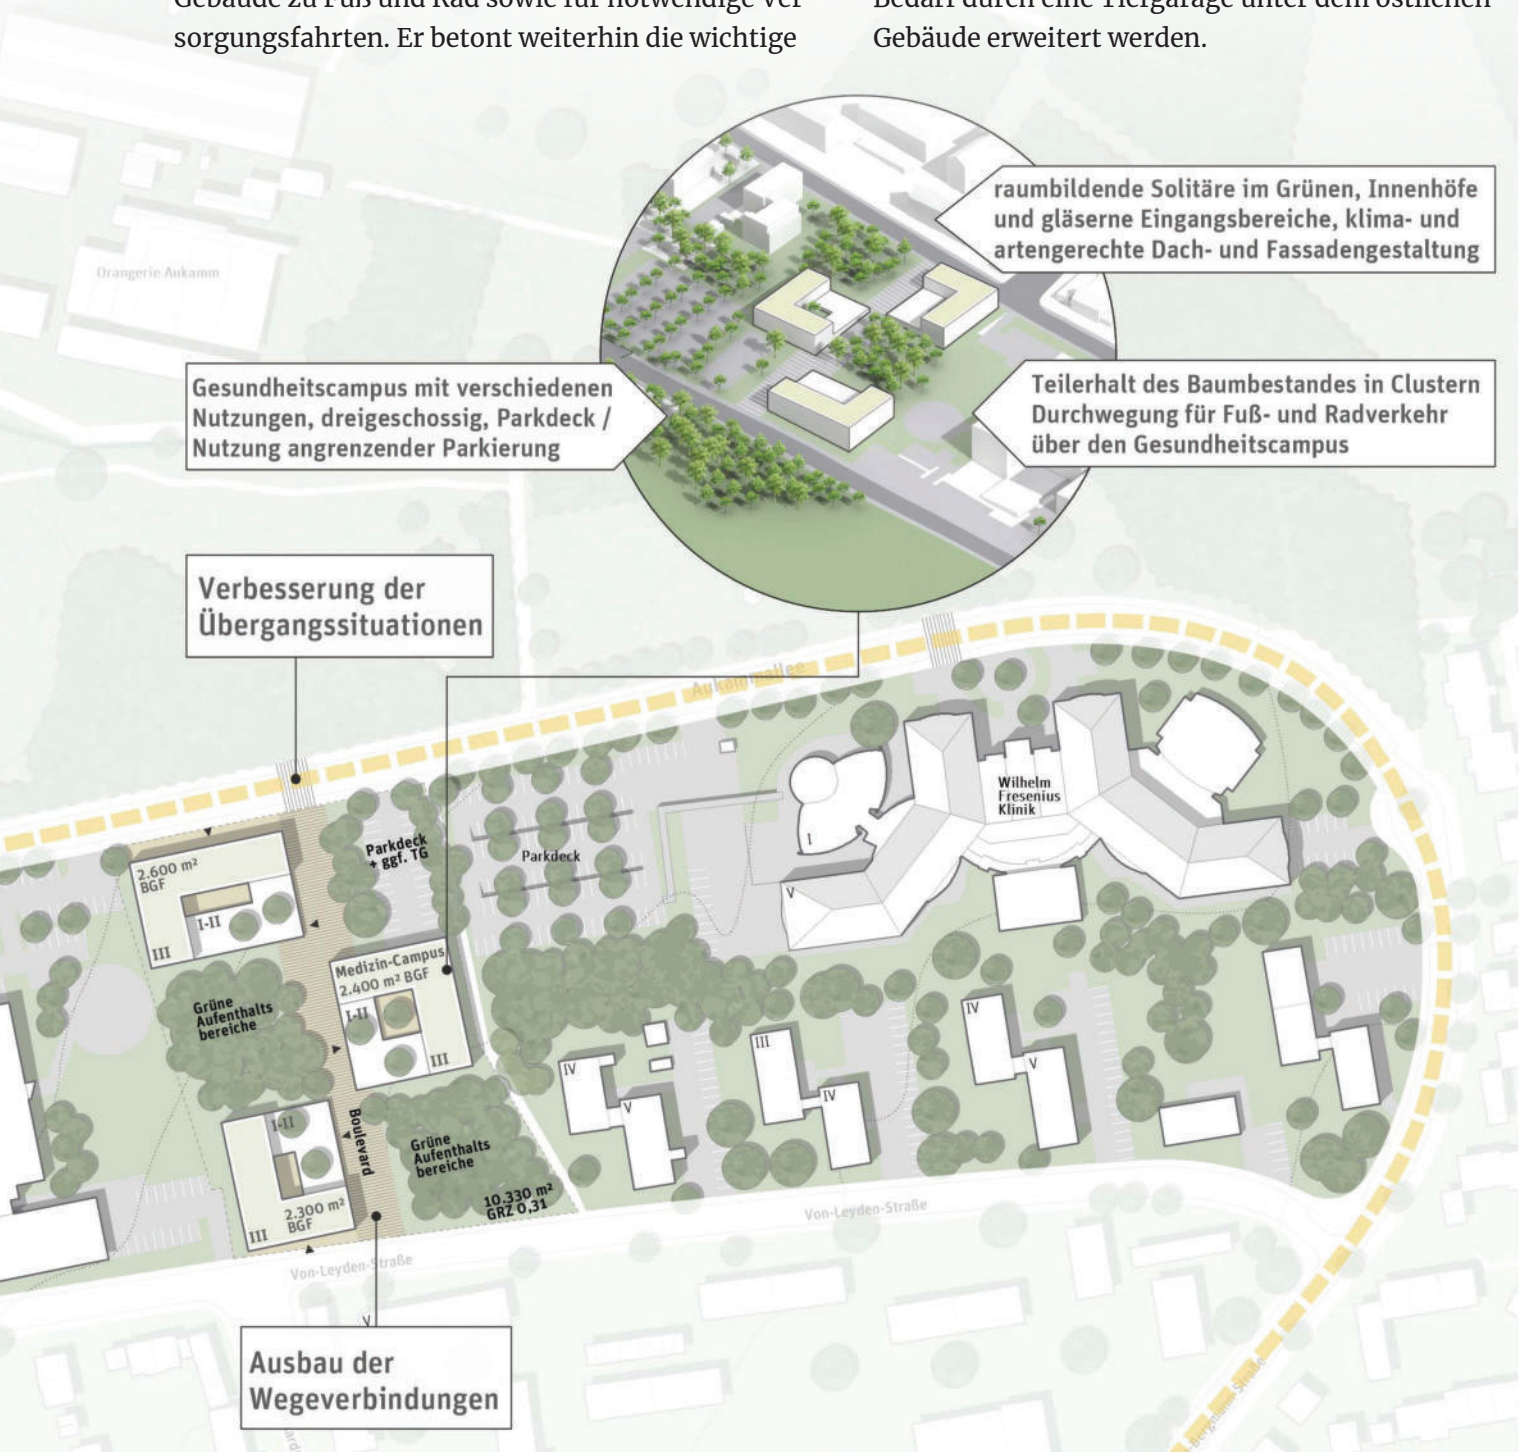 Gebäude zu Fuß und Rad sowie für notwendige Ver
sorgungsfahrten. Er betont weiterhin die wichtige
Bedarf durch eine Tiefgarage unter dem östlichen
Gebäude erweitert werden.
raumbildende Solitäre im Grünen, Innenhöfe
und gläserne Eingangsbereiche, klima- und
artengerechte Dach- und Fassadengestaltung
Orangerie Aukamm
Gesundheitscampus mit verschiedenen
Nutzungen, dreigeschossig, Parkdeck /
Nutzung angrenzender Parkierung
Teilerhalt des Baumbestandes in Clustern
Durchwegung für Fuß- und Radverkehr
über den Gesundheitscampus
Verbesserung der
Übergangssituationen
Aukammallee
Wilhelm
Fresenius
Klinik
I
V
Parkdeck
+ ggf. TG
Parkdeck
2.600 m²
BGF
I-II
III
Medizin-Campus
2.400 m² BGF
I-II
III
Grüne
Aufenthalts
bereiche
IV
V
III
IV
IV
V
I-II
Boulevard
Grüne
Aufenthalts
bereiche
10.330 m²
GRZ 0,31
2.300 m²
BGF
III
Von-Leyden-Straße
Von-Leyden-Straße
V
Ausbau der
Wegeverbindungen
-Bergmann-Straße